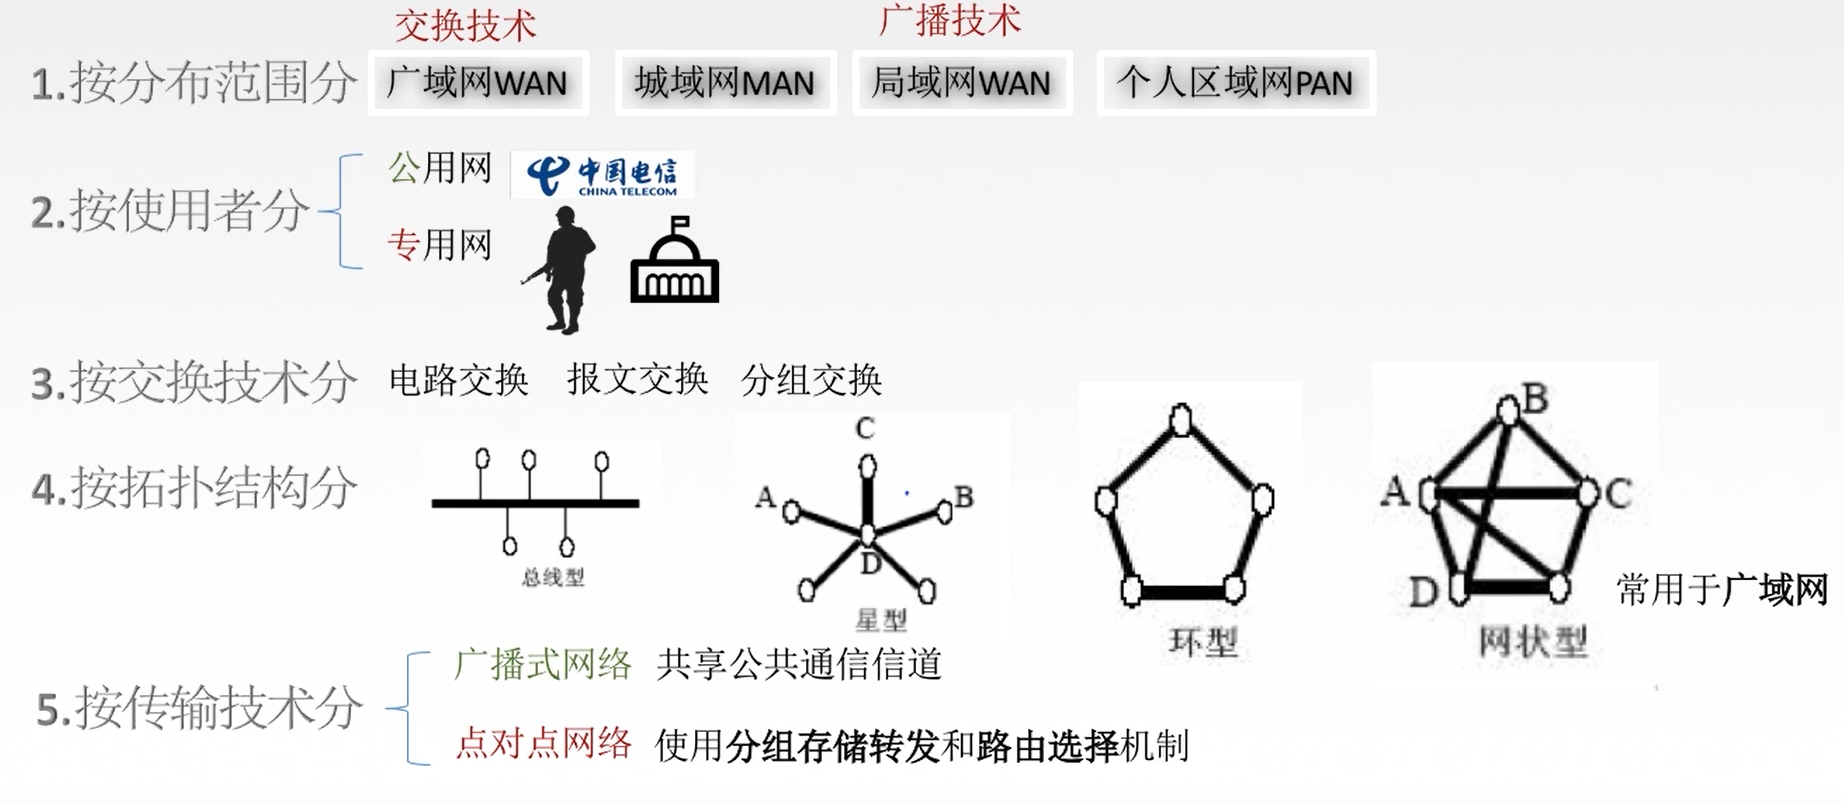 交换技术 广播技术
1.按分布范围分 广域网WAN 城域网MAN 局域网WAN 个人区域网PAN
公用网 中国电信
CHINA TELECOM
2.按使用者分
专用网
3.按交换技术分 电路交换 报文交换 分组交换
4.按拓扑结构分
总线型
C
A B
D
星型
环型
B
A C
D
网状型
常用于广域网
广播式网络 共享公共通信信道
5.按传输技术分
点对点网络 使用分组存储转发和路由选择机制